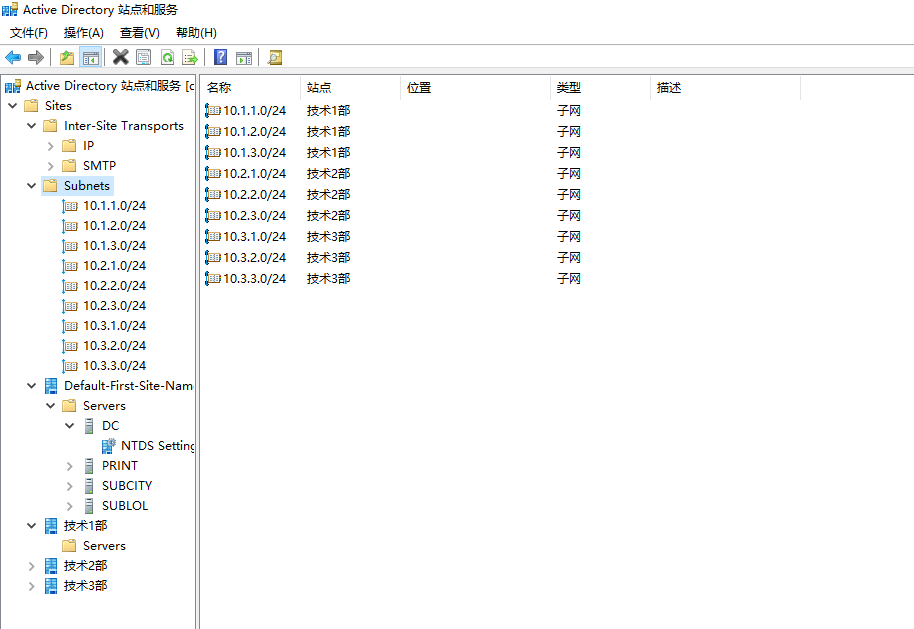 Active Directory 站点和服务
文件(F) 操作(A) 查看(V) 帮助(H)
Active Directory 站点和服务 [c
Sites
Inter-Site Transports
IP
SMTP
Subnets
10.1.1.0/24
10.1.2.0/24
10.1.3.0/24
10.2.1.0/24
10.2.2.0/24
10.2.3.0/24
10.3.1.0/24
10.3.2.0/24
10.3.3.0/24
Default-First-Site-Nam
Servers
DC
NTDS Setting
PRINT
SUBCITY
SUBLOL
技术1部
Servers
技术2部
技术3部
名称 站点 位置 类型 描述
10.1.1.0/24 技术1部 子网
10.1.2.0/24 技术1部 子网
10.1.3.0/24 技术1部 子网
10.2.1.0/24 技术2部 子网
10.2.2.0/24 技术2部 子网
10.2.3.0/24 技术2部 子网
10.3.1.0/24 技术3部 子网
10.3.2.0/24 技术3部 子网
10.3.3.0/24 技术3部 子网